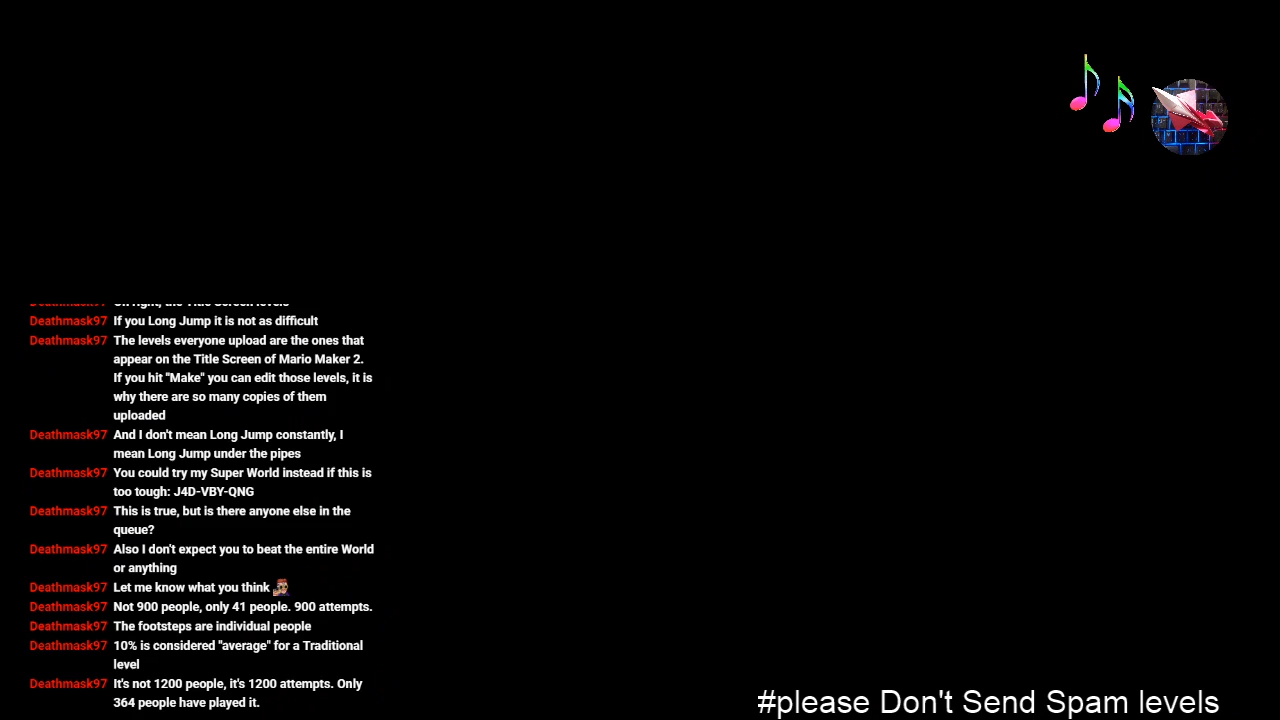 Deathmask97 Oh right, the Title Screen levels
Deathmask97 If you Long Jump it is not as difficult
Deathmask97 The levels everyone upload are the ones that
appear on the Title Screen of Mario Maker 2.
If you hit "Make" you can edit those levels, it is
why there are so many copies of them
uploaded
Deathmask97 And I don't mean Long Jump constantly, I
mean Long Jump under the pipes
Deathmask97 You could try my Super World instead if this is
too tough: J4D-VBY-QNG
Deathmask97 This is true, but is there anyone else in the
queue?
Deathmask97 Also I don't expect you to beat the entire World
or anything
Deathmask97 Let me know what you think
Deathmask97 Not 900 people, only 41 people. 900 attempts.
Deathmask97 The footsteps are individual people
Deathmask97 10% is considered "average" for a Traditional
level
Deathmask97 It's not 1200 people, it's 1200 attempts. Only
364 people have played it.
#please Don't Send Spam levels